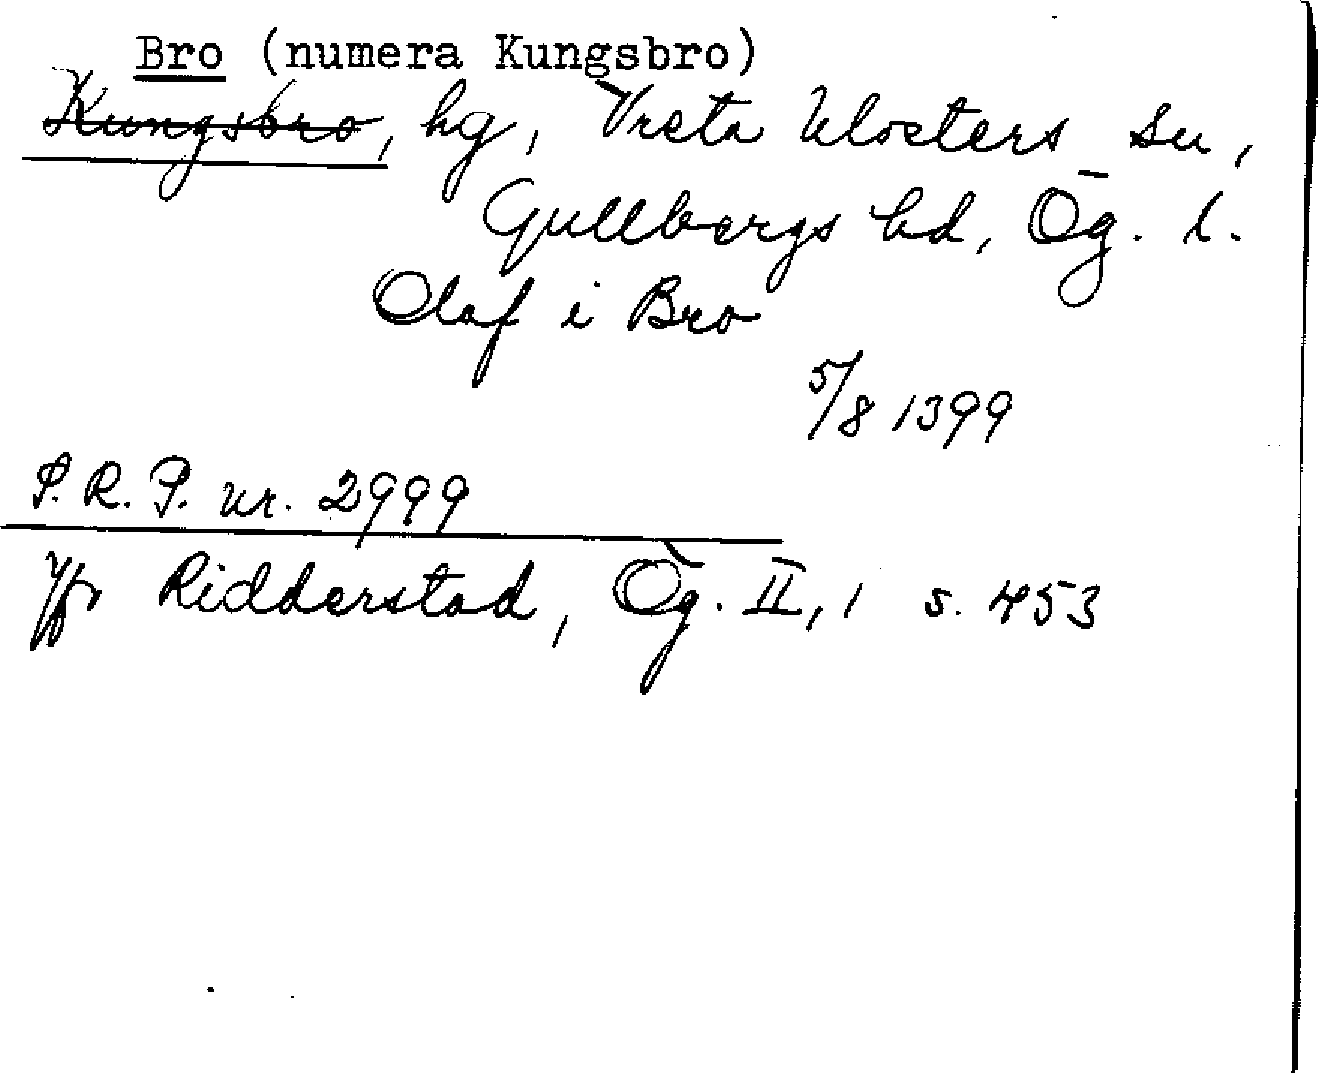 Bro (numera Kungsbro)
Kungsbro, hg, Vreta klosters sn,
Gullbergs hd, Ög. l.
Olaf i Bro
5/8 1399
P. R. P. nr. 2999
Jfr Ridderstad, Ög. II, 1 s. 453